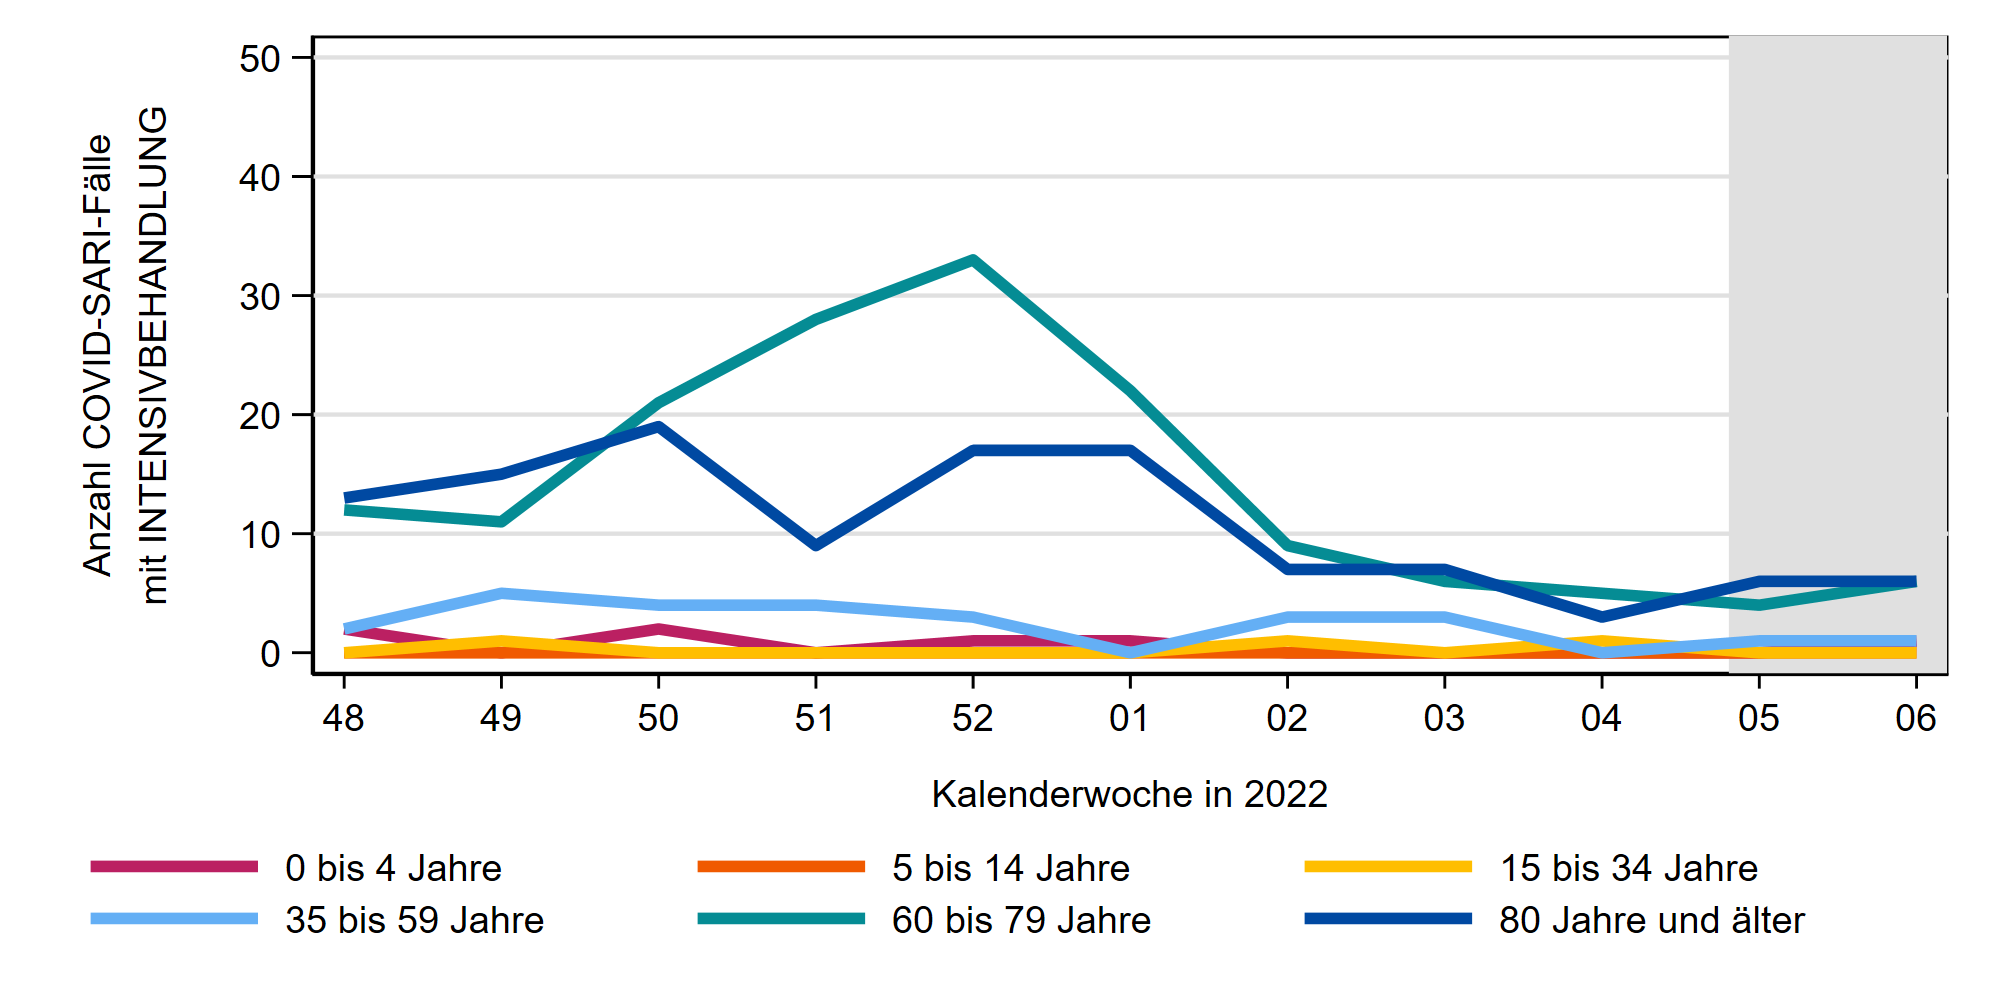 Anzahl COVID-SARI-Fälle
mit INTENSIVBEHANDLUNG
50
40
30
20
10
0
48 49 50 51 52 01 02 03 04 05 06
Kalenderwoche in 2022
0 bis 4 Jahre 5 bis 14 Jahre 15 bis 34 Jahre
35 bis 59 Jahre 60 bis 79 Jahre 80 Jahre und älter